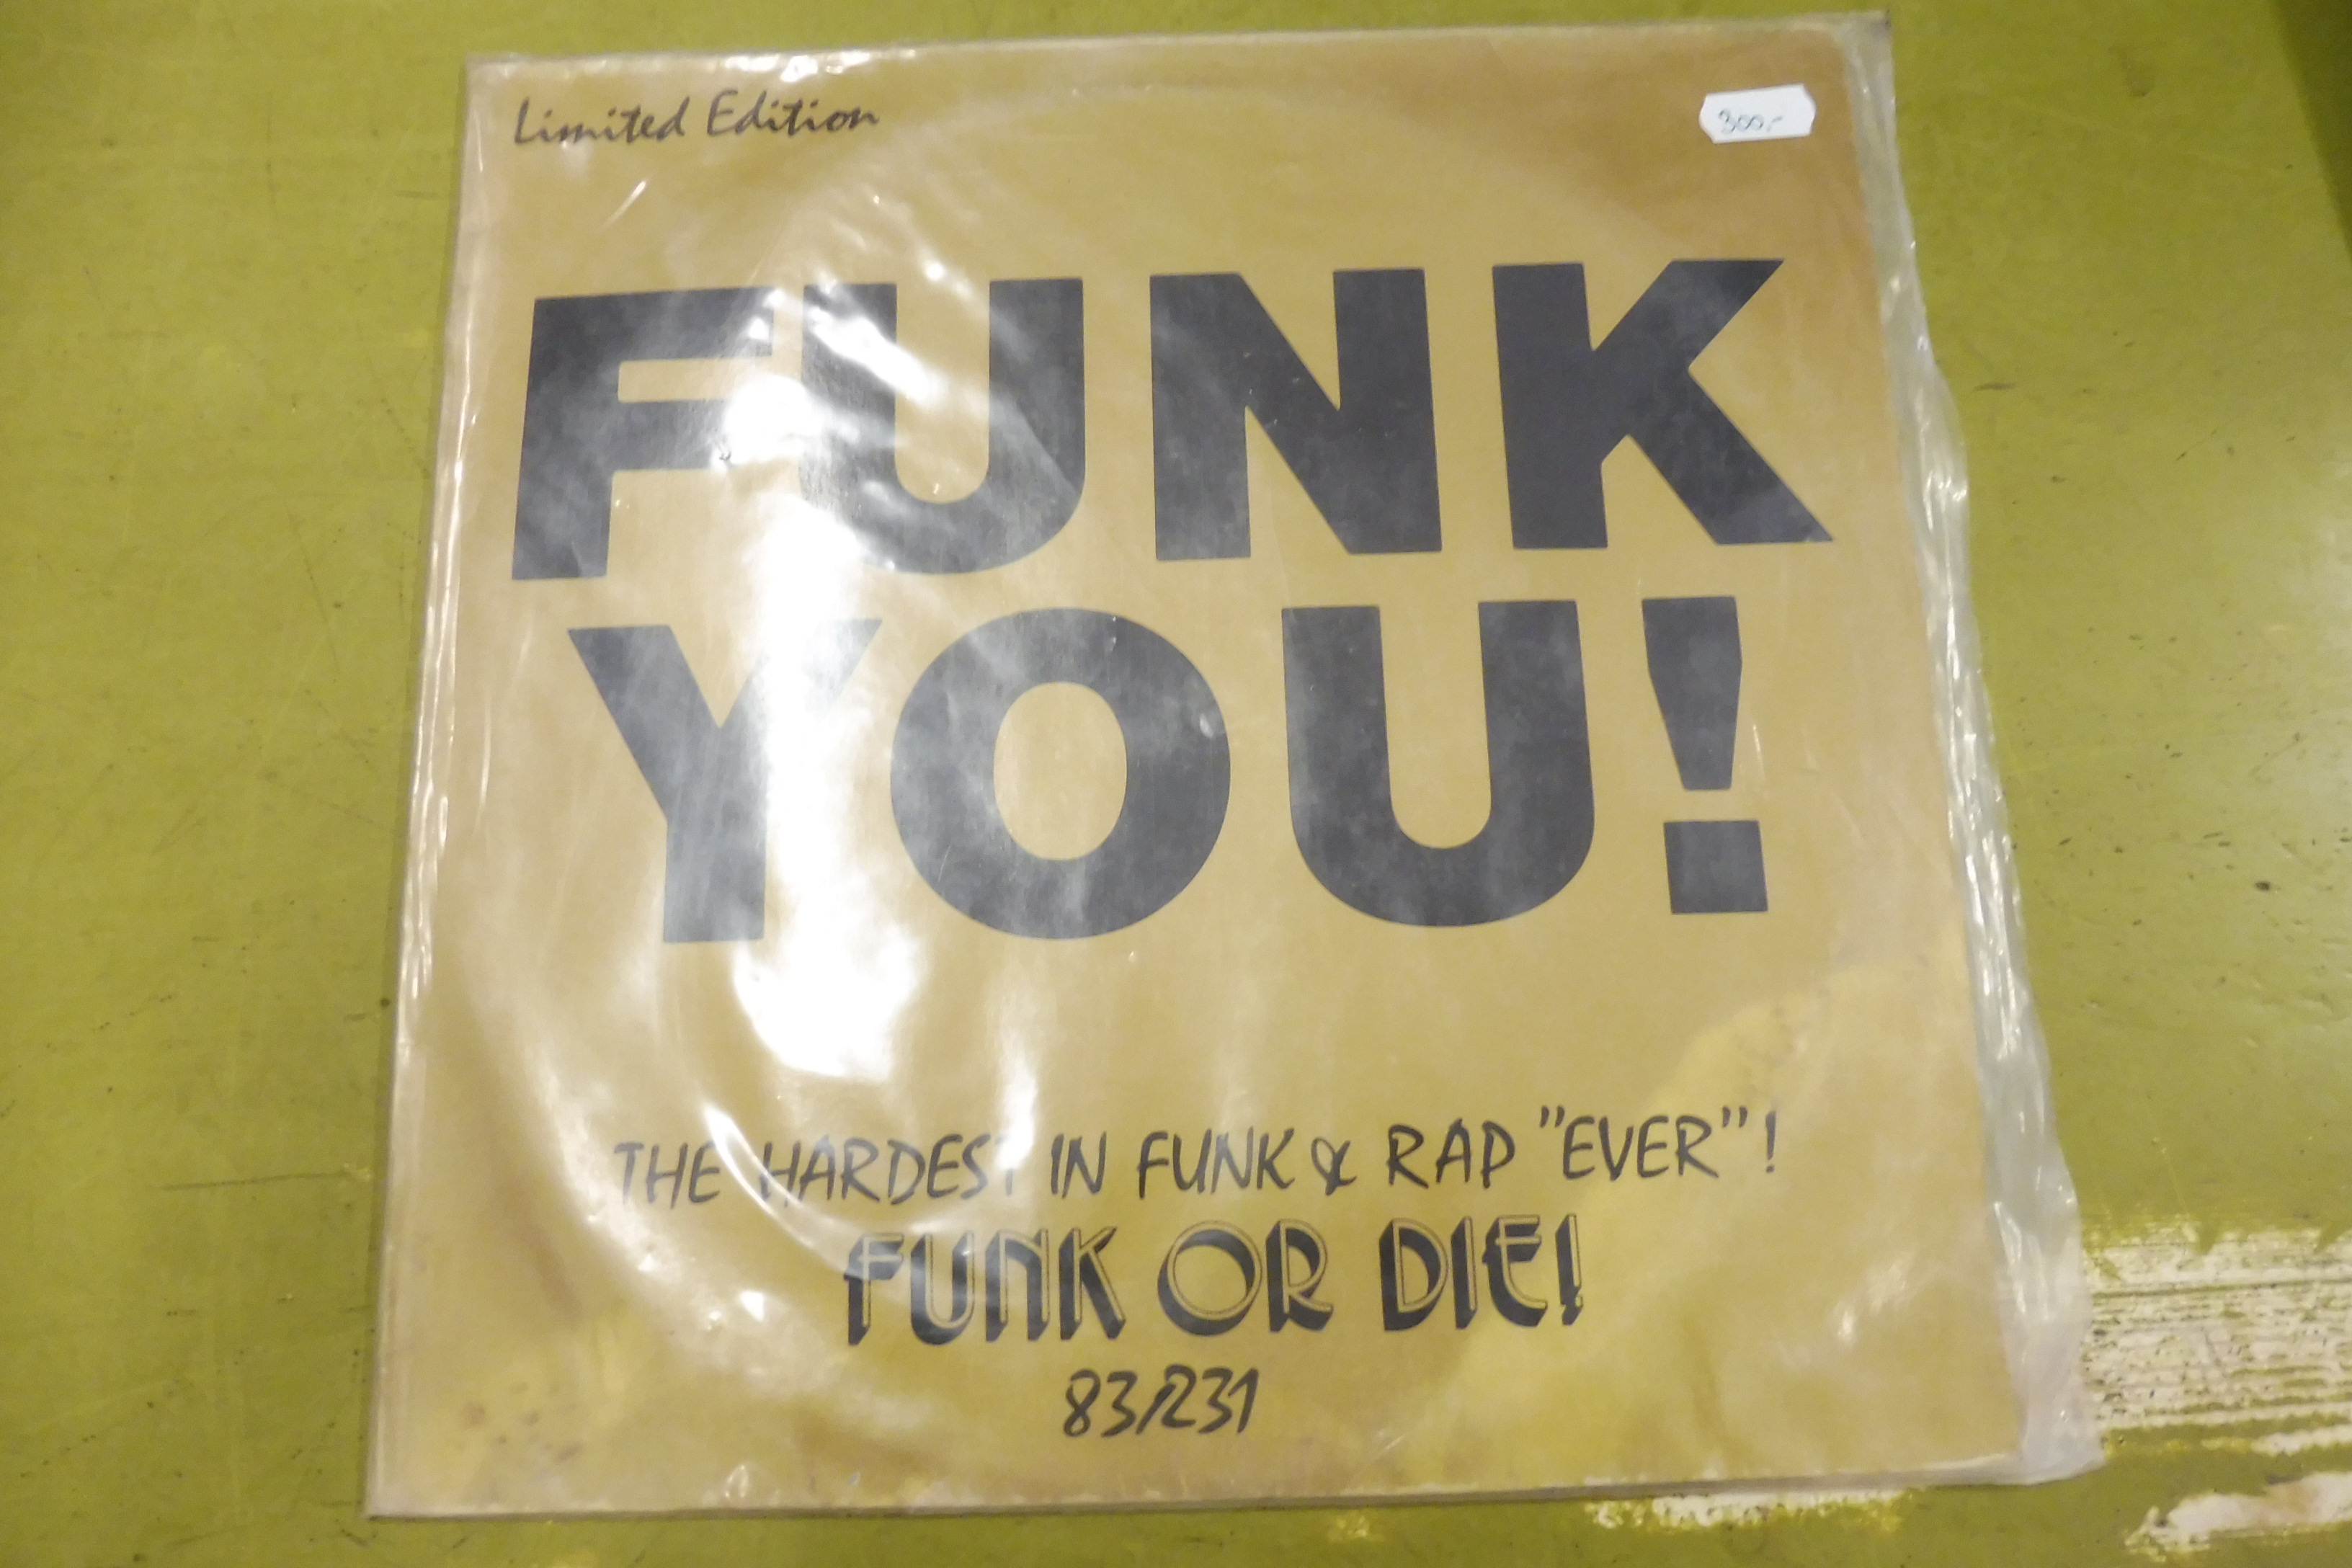 Limited Edition
300,-
FUNK
YOU!
THE HARDEST IN FUNK & RAP "EVER"!
FUNK OR DIE!
83/231